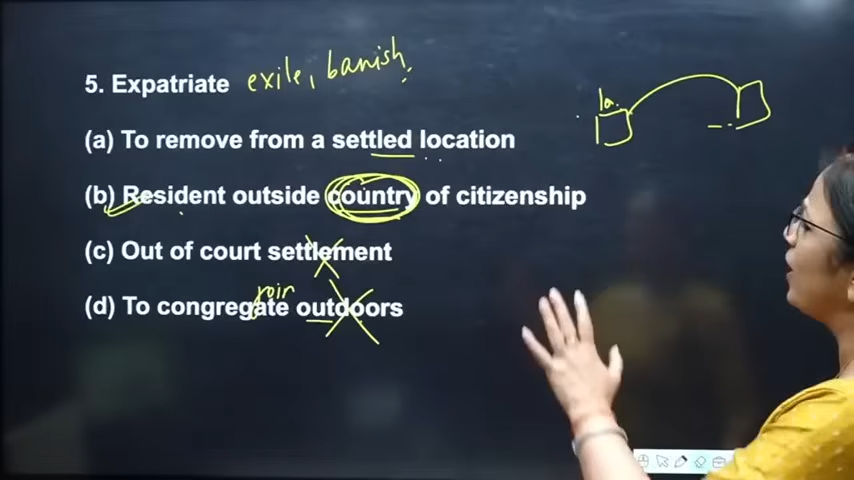 5. Expatriate exile, banish.
(a) To remove from a settled location
(b) Resident outside country of citizenship
(c) Out of court settlement
join
(d) To congregate outdoors